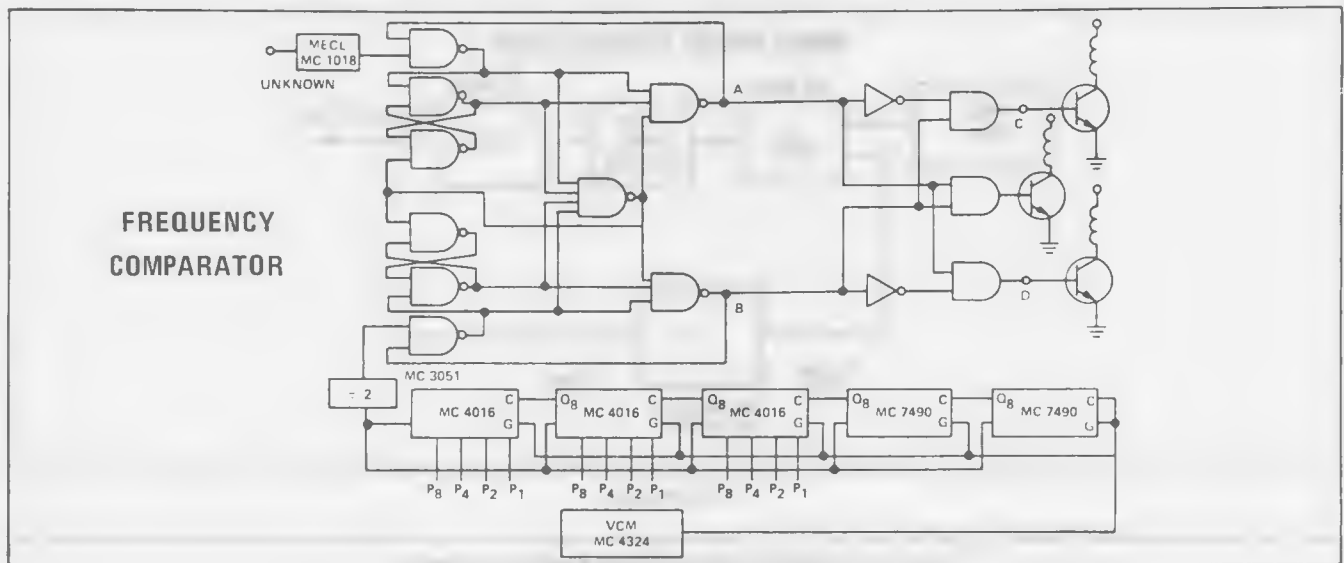 MECL
MC 1018
UNKNOWN
A
C
FREQUENCY
COMPARATOR
B
D
MC 3051
÷ 2
MC 4016
C
G
Q8
MC 4016
C
G
Q8
MC 4016
C
G
Q8
MC 7490
C
G
Q8
MC 7490
C
G
P8 P4 P2 P1
P8 P4 P2 P1
P8 P4 P2 P1
VCM
MC 4324